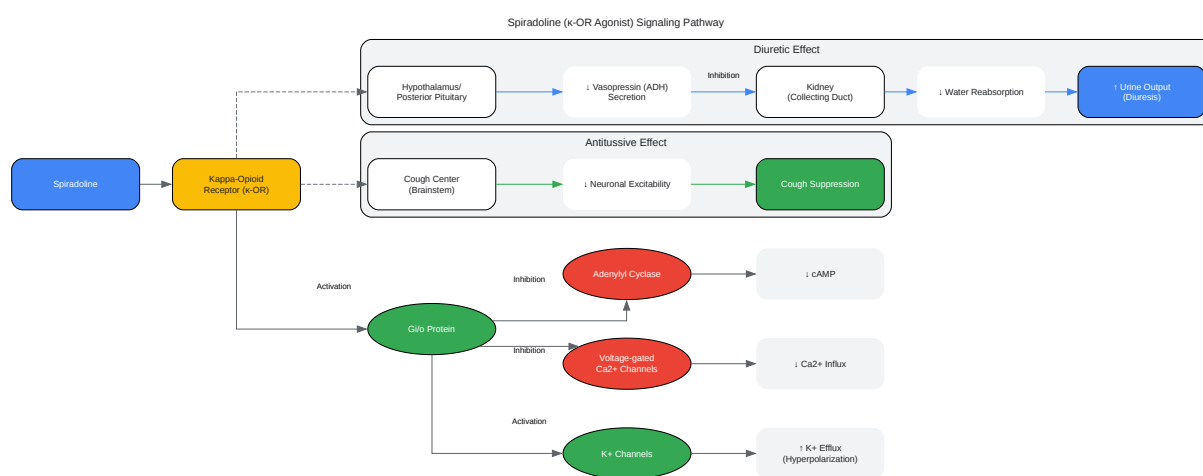 Spiradoline (κ-OR Agonist) Signaling Pathway
Diuretic Effect
Hypothalamus/
Posterior Pituitary
↓ Vasopressin (ADH)
Secretion
Inhibition
Kidney
(Collecting Duct)
↓ Water Reabsorption
↑ Urine Output
(Diuresis)
Antitussive Effect
Spiradoline
Kappa-Opioid
Receptor (κ-OR)
Cough Center
(Brainstem)
↓ Neuronal Excitability
Cough Suppression
Activation
Gi/o Protein
Inhibition
Adenylyl Cyclase
↓ cAMP
Inhibition
Voltage-gated
Ca2+ Channels
↓ Ca2+ Influx
Activation
K+ Channels
↑ K+ Efflux
(Hyperpolarization)